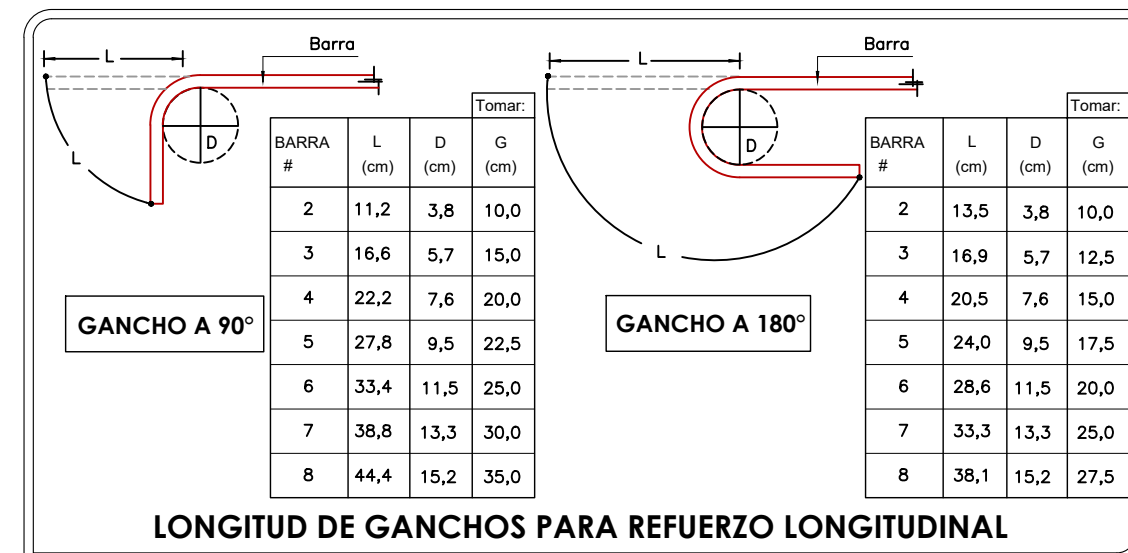 L
Barra
L
D
Tomar:
BARRA # L (cm) D (cm) G (cm)
2 11,2 3,8 10,0
3 16,6 5,7 15,0
4 22,2 7,6 20,0
5 27,8 9,5 22,5
6 33,4 11,5 25,0
7 38,8 13,3 30,0
8 44,4 15,2 35,0
GANCHO A 90°
L
Barra
D
L
Tomar:
BARRA # L (cm) D (cm) G (cm)
2 13,5 3,8 10,0
3 16,9 5,7 12,5
4 20,5 7,6 15,0
5 24,0 9,5 17,5
6 28,6 11,5 20,0
7 33,3 13,3 25,0
8 38,1 15,2 27,5
GANCHO A 180°
LONGITUD DE GANCHOS PARA REFUERZO LONGITUDINAL